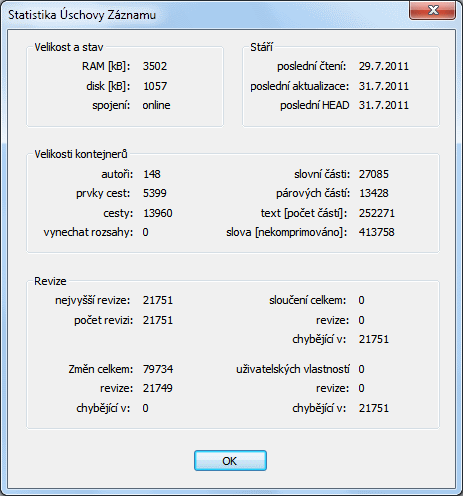 Statistika Úschovy Záznamu
Velikost a stav
RAM [kB]: 3502
disk [kB]: 1057
spojení: online
Stáří
poslední čtení: 29.7.2011
poslední aktualizace: 31.7.2011
poslední HEAD 31.7.2011
Velikosti kontejnerů
autoři: 148
prvky cest: 5399
cesty: 13960
vynechat rozsahy: 0
slovní části: 27085
párových částí: 13428
text [počet částí]: 252271
slova [nekomprimováno]: 413758
Revize
nejvyšší revize: 21751
počet revizi: 21751
sloučení celkem: 0
revize: 0
chybějící v: 21751
Změn celkem: 79734
revize: 21749
chybějící v: 0
uživatelských vlastností 0
revize: 0
chybějící v: 21751
OK